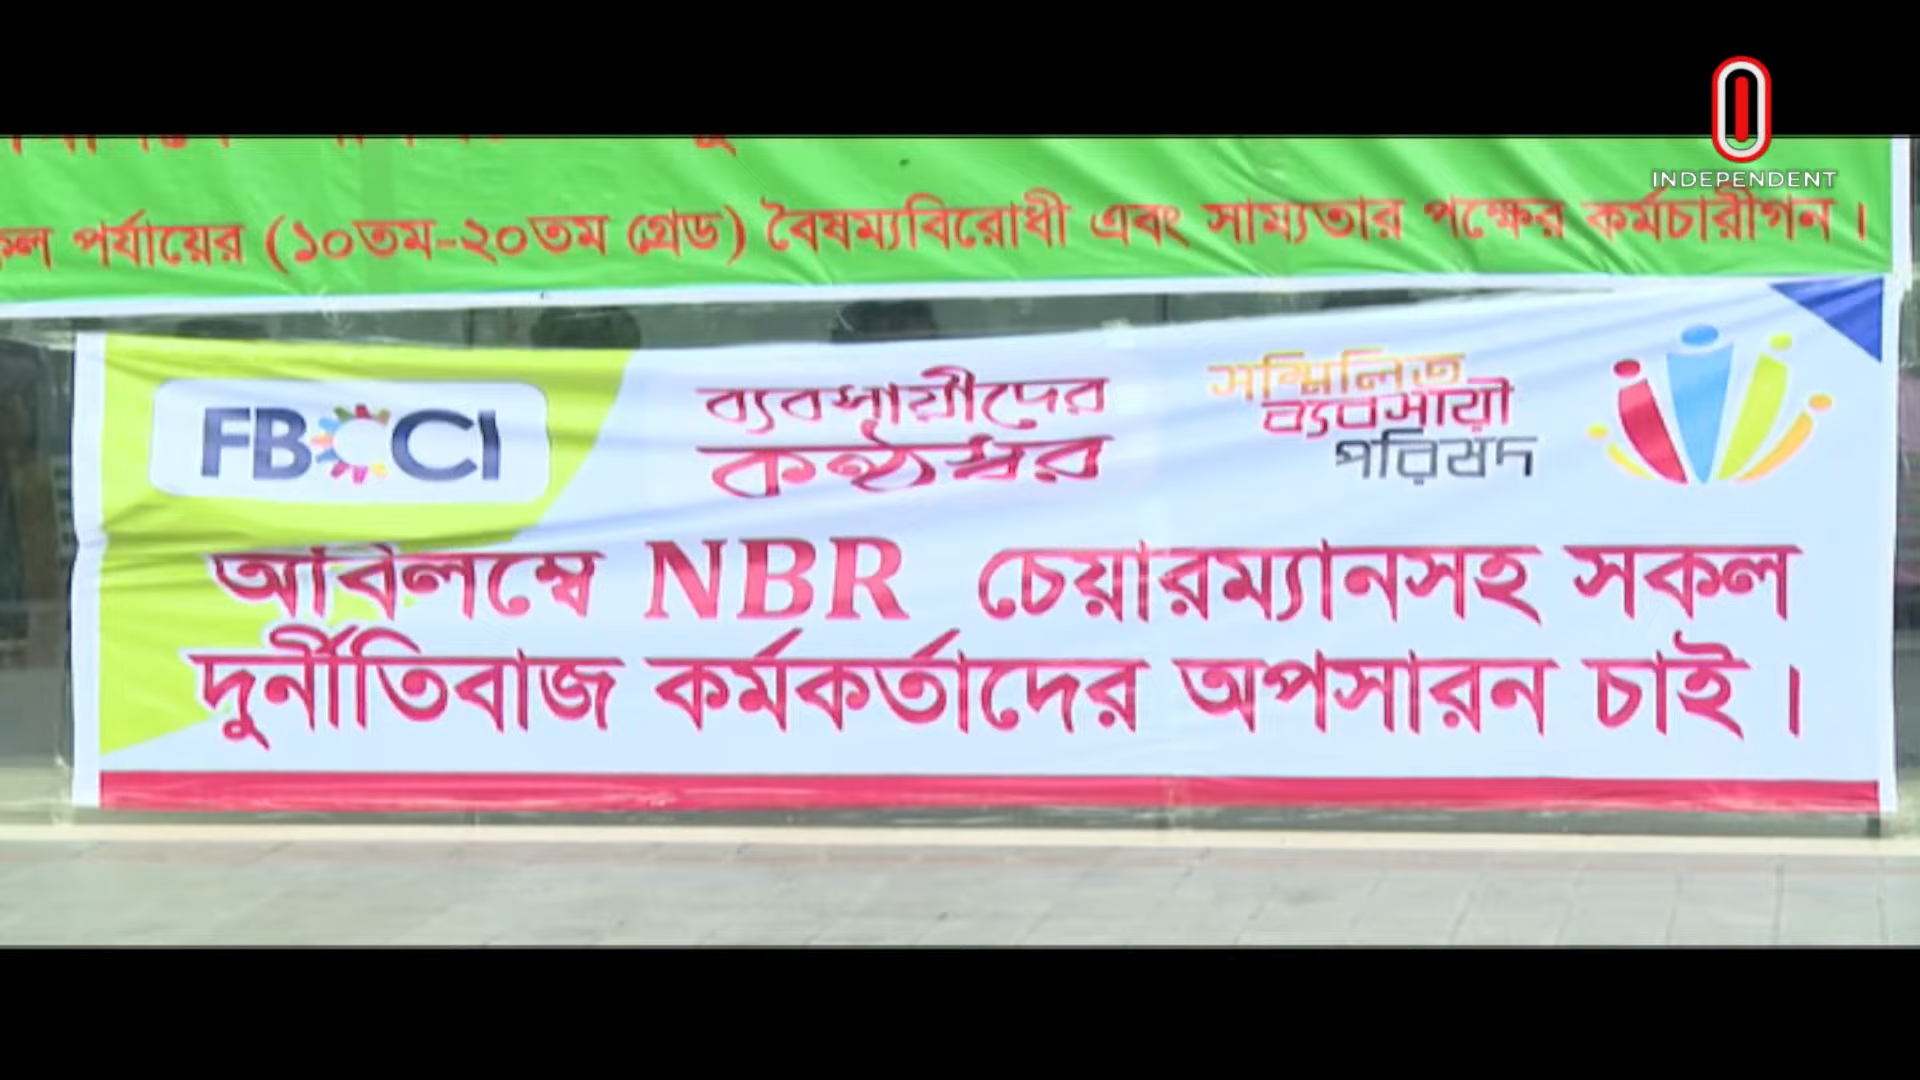 INDEPENDENT
পর্যায়ের (১০তম-২০তম গ্রেড) বৈষম্যবিরোধী এবং সাম্যতার পক্ষের কর্মচারীগন।
FBCCI
ব্যবসায়ীদের
কন্ঠস্বর
সম্মিলিত
ব্যবসায়ী
পরিষদ
অবিলম্বে NBR চেয়ারম্যানসহ সকল
দুর্নীতিবাজ কর্মকর্তাদের অপসারন চাই।